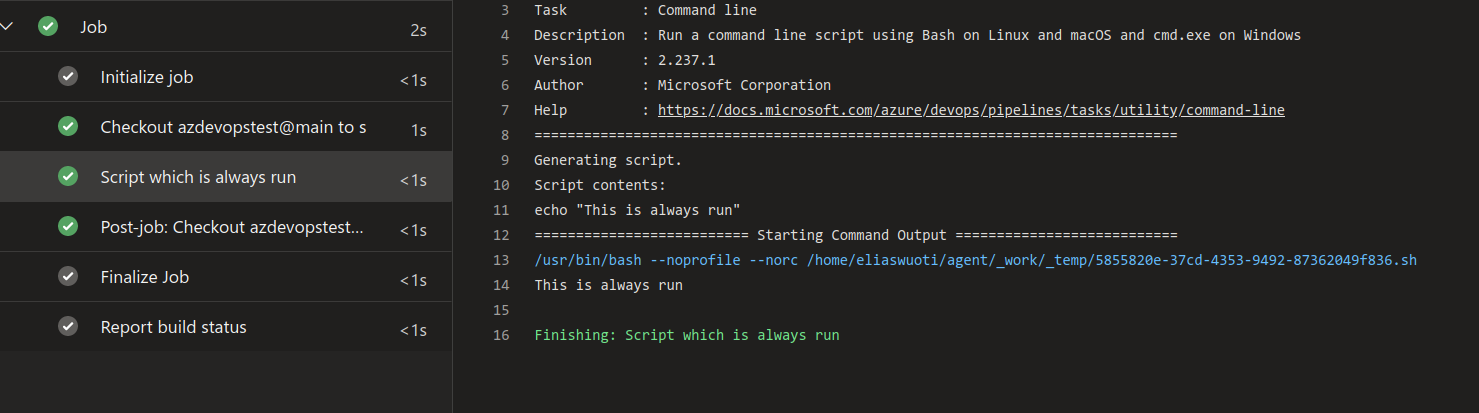 Job 2s
Initialize job <1s
Checkout azdevopstest@main to s 1s
Script which is always run <1s
Post-job: Checkout azdevopstest... <1s
Finalize Job <1s
Report build status <1s
3 Task : Command line
4 Description : Run a command line script using Bash on Linux and macOS and cmd.exe on Windows
5 Version : 2.237.1
6 Author : Microsoft Corporation
7 Help : https://docs.microsoft.com/azure/devops/pipelines/tasks/utility/command-line
8 ==============================================================================
9 Generating script.
10 Script contents:
11 echo "This is always run"
12 ========================== Starting Command Output ===========================
13 /usr/bin/bash --noprofile --norc /home/eliaswuoti/agent/_work/_temp/5855820e-37cd-4353-9492-87362049f836.sh
14 This is always run
15
16 Finishing: Script which is always run